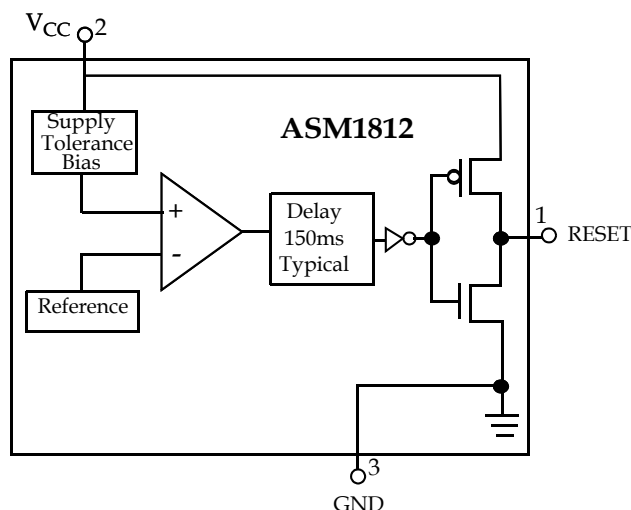 VCC 2
Supply
Tolerance
Bias
ASM1812
+
-
Delay
150ms
Typical
1
RESET
Reference
3
GND